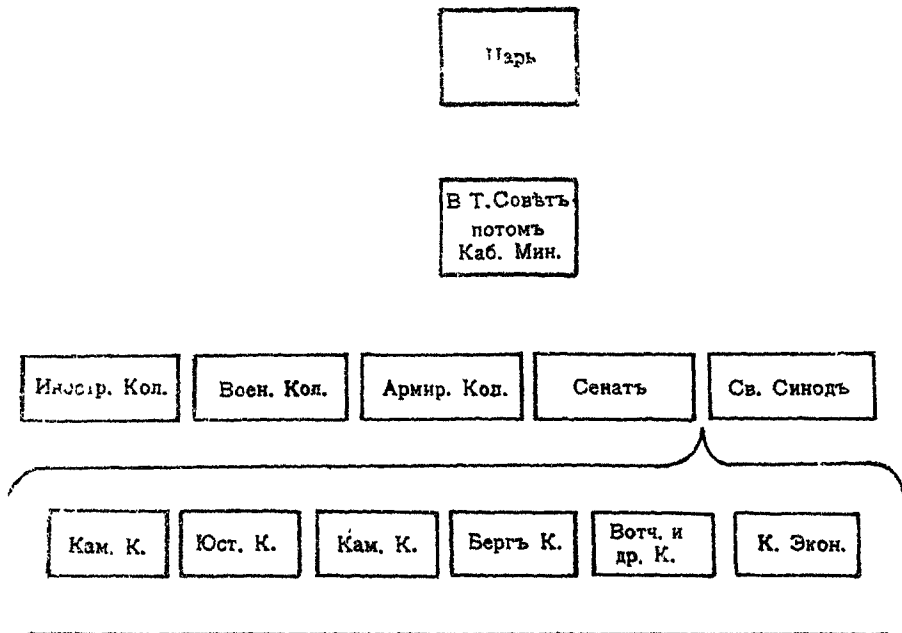 Царь
В Т.Совѣтъ
потомъ
Каб. Мин.
Иностр. Кол.
Воен. Кол.
Армир. Кол.
Сенатъ
Св. Синодъ
Кам. К.
Юст. К.
Кам. К.
Бергъ К.
Вотч. и
др. К.
К. Экон.